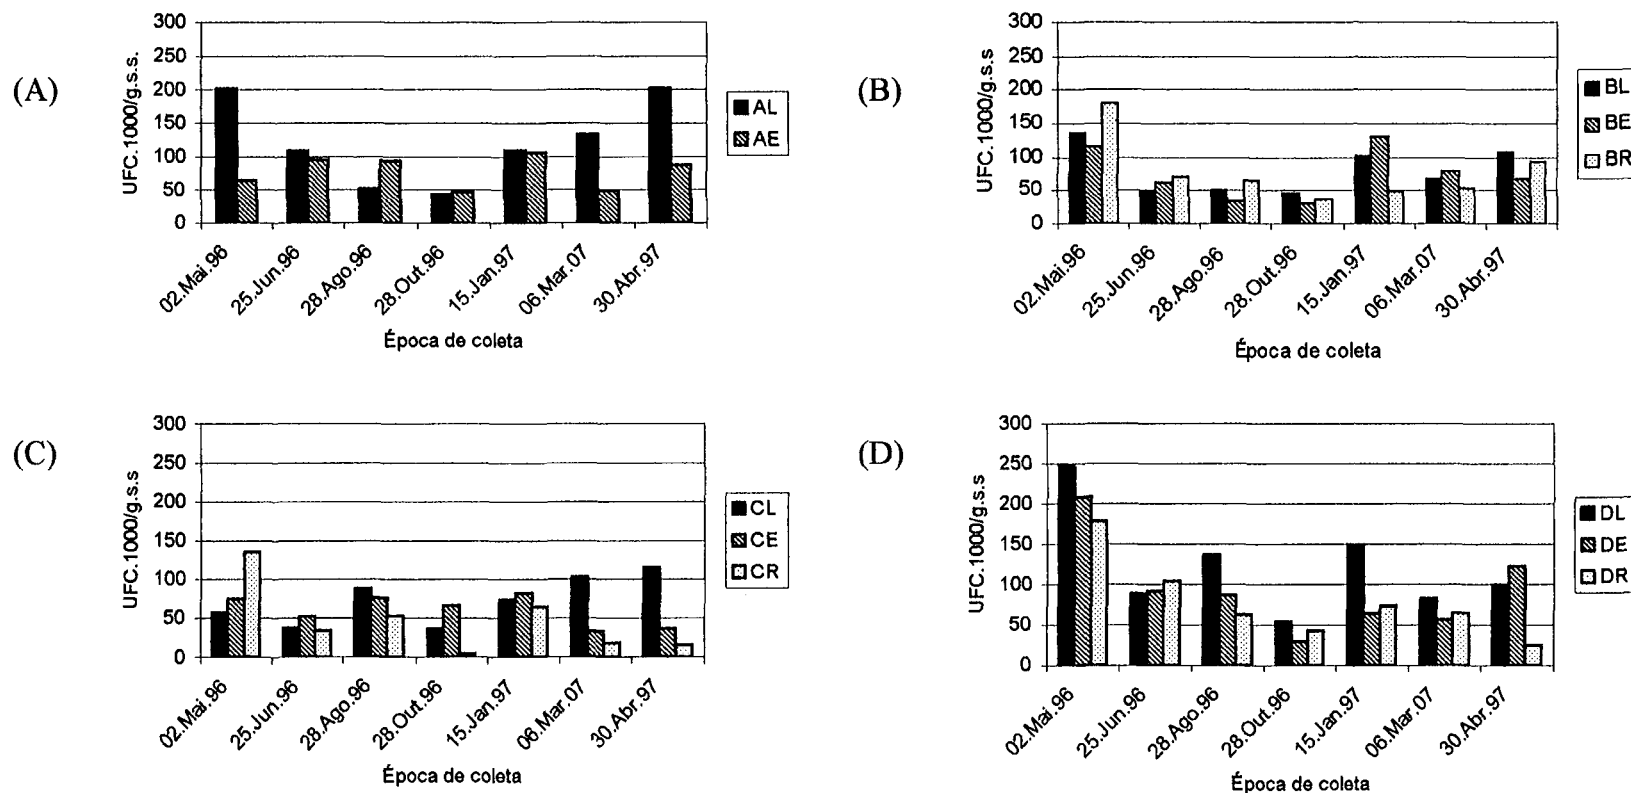 (A)
UFC.1000/g.s.s.
300
250
200
150
100
50
0
02.Mai.96
25.Jun.96
28.Ago.96
28.Out.96
15.Jan.97
06.Mar.07
30.Abr.97
Época de coleta
AL
AE
(B)
UFC.1000/g.s.s
300
250
200
150
100
50
0
02.Mai.96
25.Jun.96
28.Ago.96
28.Out.96
15.Jan.97
06.Mar.07
30.Abr.97
Época de coleta
BL
BE
BR
(C)
UFC.1000/g.s.s
300
250
200
150
100
50
0
02.Mai.96
25.Jun.96
28.Ago.96
28.Out.96
15.Jan.97
06.Mar.07
30.Abr.97
Época de coleta
CL
CE
CR
(D)
UFC.1000/g.s.s
300
250
200
150
100
50
0
02.Mai.96
25.Jun.96
28.Ago.96
28.Out.96
15.Jan.97
06.Mar.07
30.Abr.97
Época de coleta
DL
DE
DR